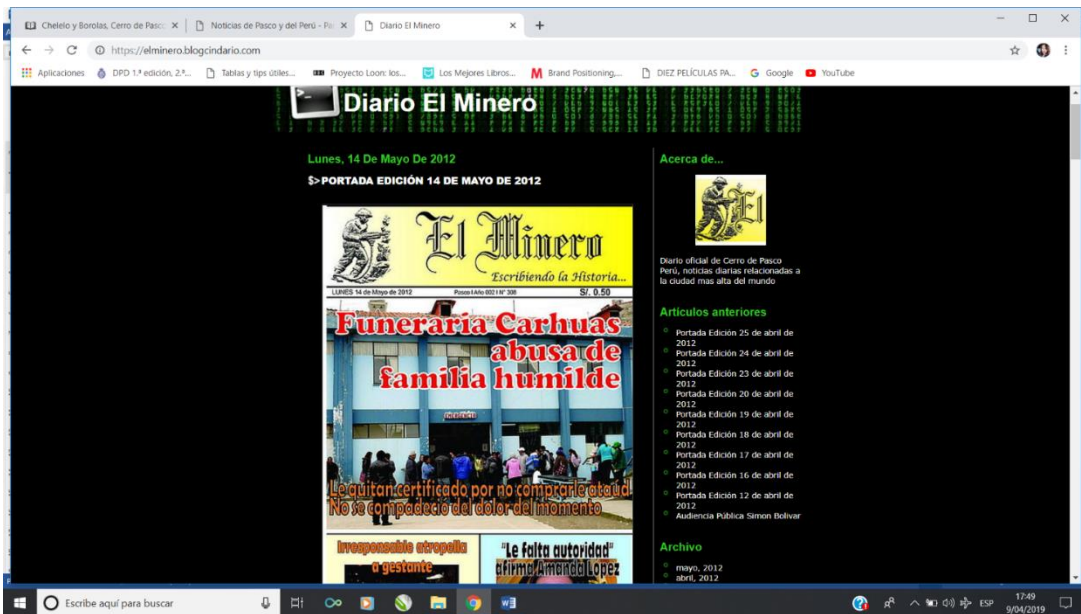 Chelelo y Borolas, Cerro de Pasco
Noticias de Pasco y del Perú – Pa
Diario El Minero
https://elminero.blogcindario.com
Aplicaciones
DPD 1.ª edición, 2.ª...
Tablas y tips útiles...
Proyecto Loon: los...
Los Mejores Libros...
Brand Positioning,...
DIEZ PELÍCULAS PA...
Google
YouTube
Diario El Minero
Lunes, 14 De Mayo De 2012
$>PORTADA EDICIÓN 14 DE MAYO DE 2012
El Minero
Escribiendo la Historia...
LUNES 14 de Mayo de 2012
Pasco I Año 002 I N° 308
S/. 0.50
Funeraria Carhuas
abusa de
familia humilde
EMERGENCIA
Le quitan certificado por no comprarle ataud
No se compadecio del dolor del momento
Irresponsable atropella
a gestante
"Le falta autoridad"
afirma Amanda Lopez
Acerca de...
El
Diario oficial de Cerro de Pasco
Perú, noticias diarias relacionadas a
la ciudad mas alta del mundo
Artículos anteriores
Portada Edición 25 de abril de
2012
Portada Edición 24 de abril de
2012
Portada Edición 23 de abril de
2012
Portada Edición 20 de abril de
2012
Portada Edición 19 de abril de
2012
Portada Edición 18 de abril de
2012
Portada Edición 17 de abril de
2012
Portada Edición 16 de abril de
2012
Portada Edición 12 de abril de
2012
Audiencia Pública Simon Bolivar
Archivo
mayo, 2012
abril, 2012
Escribe aquí para buscar
ESP
17:49
9/04/2019